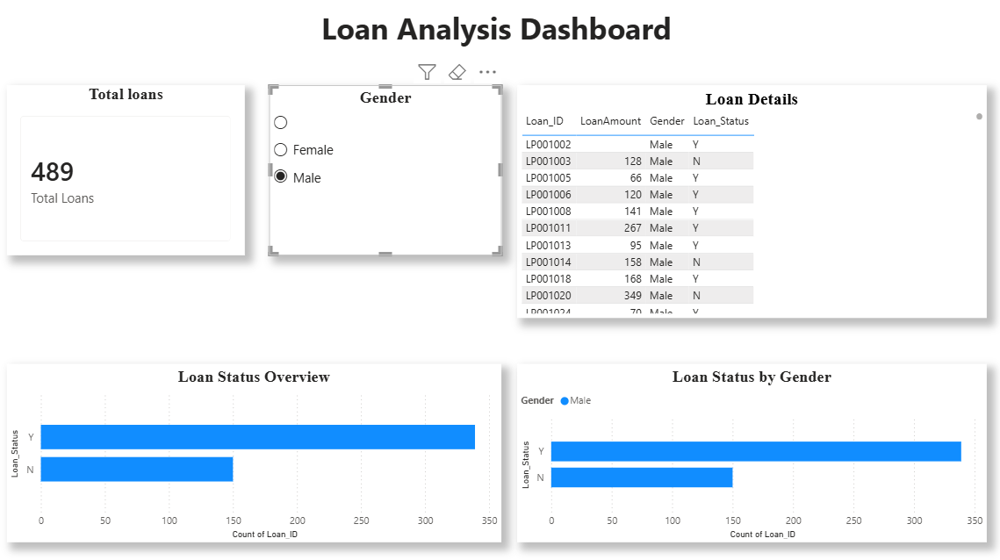 Loan Analysis Dashboard
Total loans
489
Total Loans
Gender
Female
Male
Loan Details
Loan_ID LoanAmount Gender Loan_Status
LP001002 Male Y
LP001003 128 Male N
LP001005 66 Male Y
LP001006 120 Male Y
LP001008 141 Male Y
LP001011 267 Male Y
LP001013 95 Male Y
LP001014 158 Male N
LP001018 168 Male Y
LP001020 349 Male N
LP001024 70 Male Y
Loan Status Overview
Loan_Status
Y
N
0 50 100 150 200 250 300 350
Count of Loan_ID
Loan Status by Gender
Gender Male
Loan_Status
Y
N
0 50 100 150 200 250 300 350
Count of Loan_ID